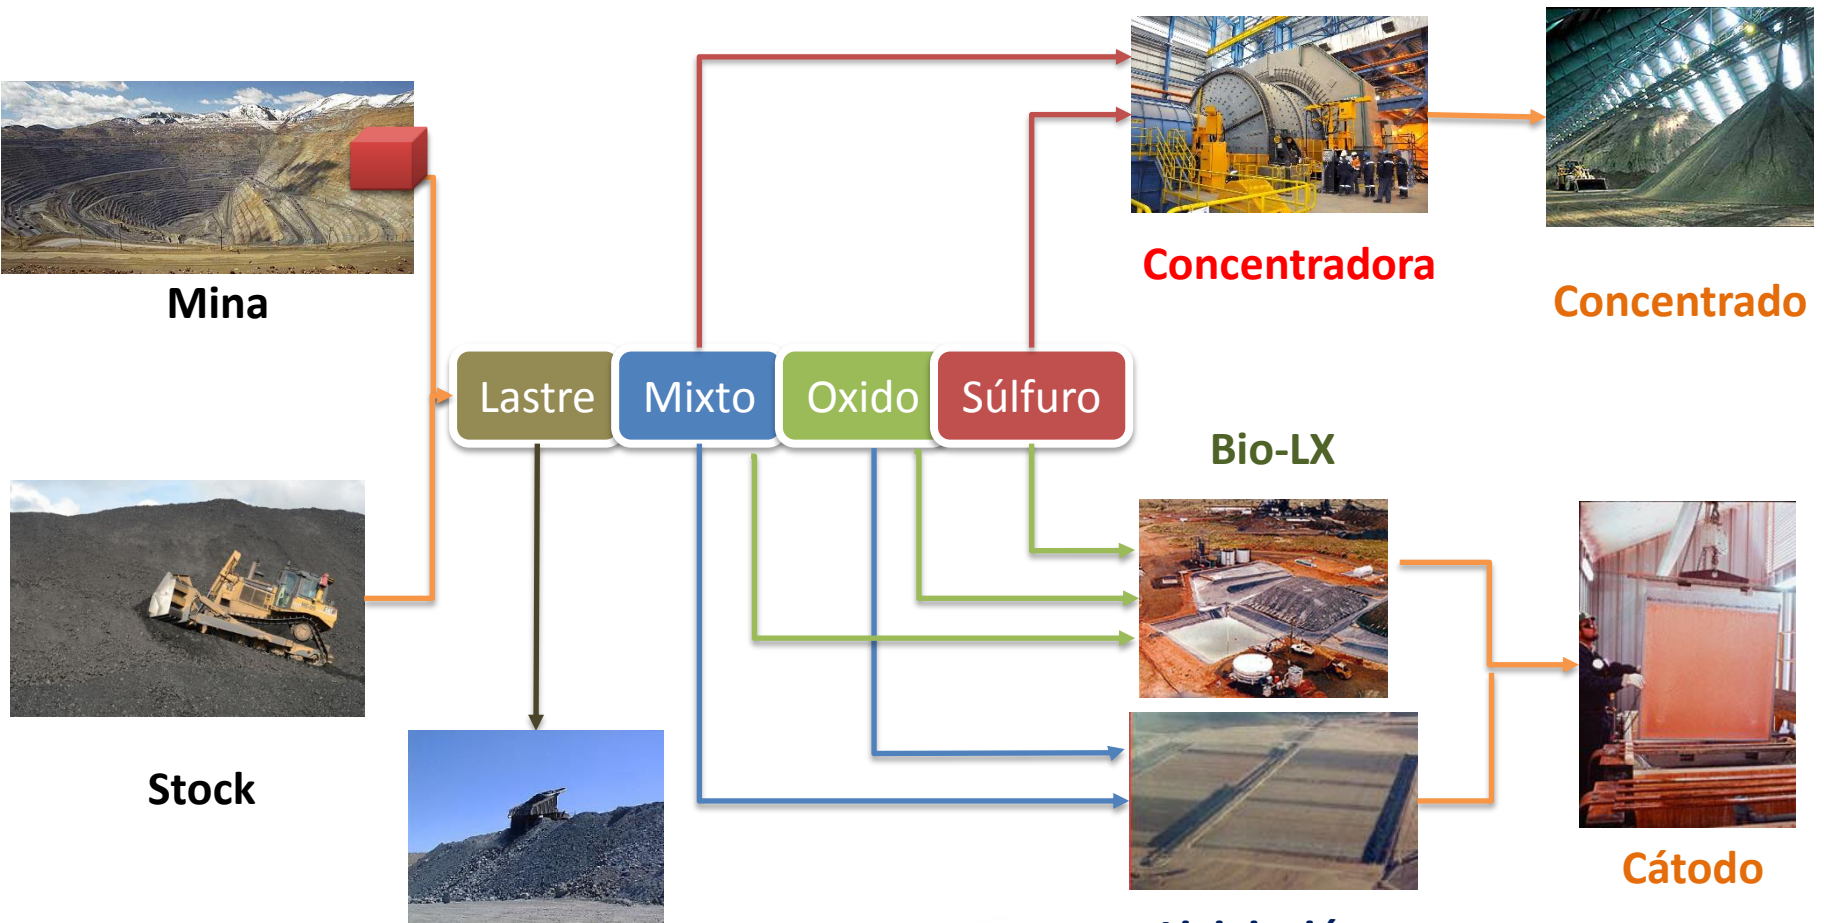 Mina
Concentradora
Concentrado
Lastre
Mixto
Oxido
Súlfuro
Bio-LX
Stock
Cátodo